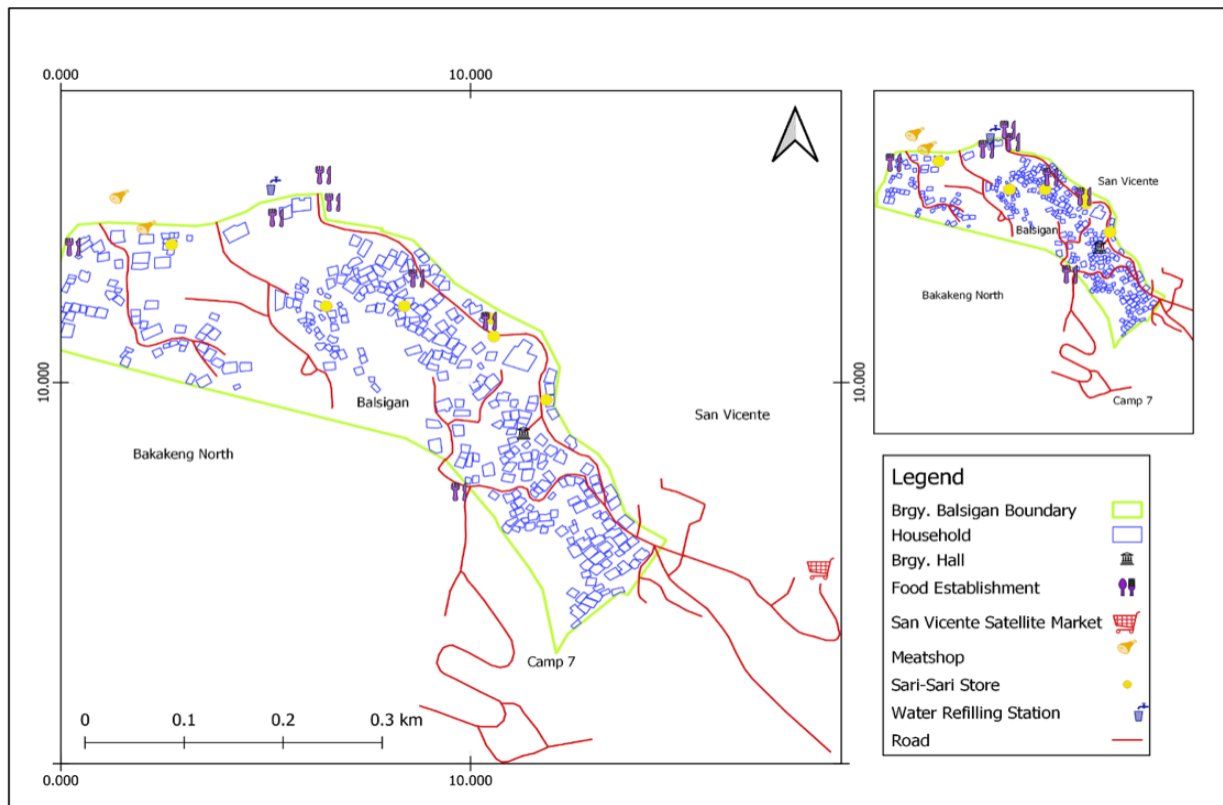 0.000
10.000
San Vicente
Balsigan
Bakakeng North
Camp 7
10.000
10.000
Balsigan
San Vicente
Bakakeng North
Camp 7
0
0.1
0.2
0.3 km
0.000
10.000
Legend
Brgy. Balsigan Boundary
Household
Brgy. Hall
Food Establishment
San Vicente Satellite Market
Meatshop
Sari-Sari Store
Water Refilling Station
Road